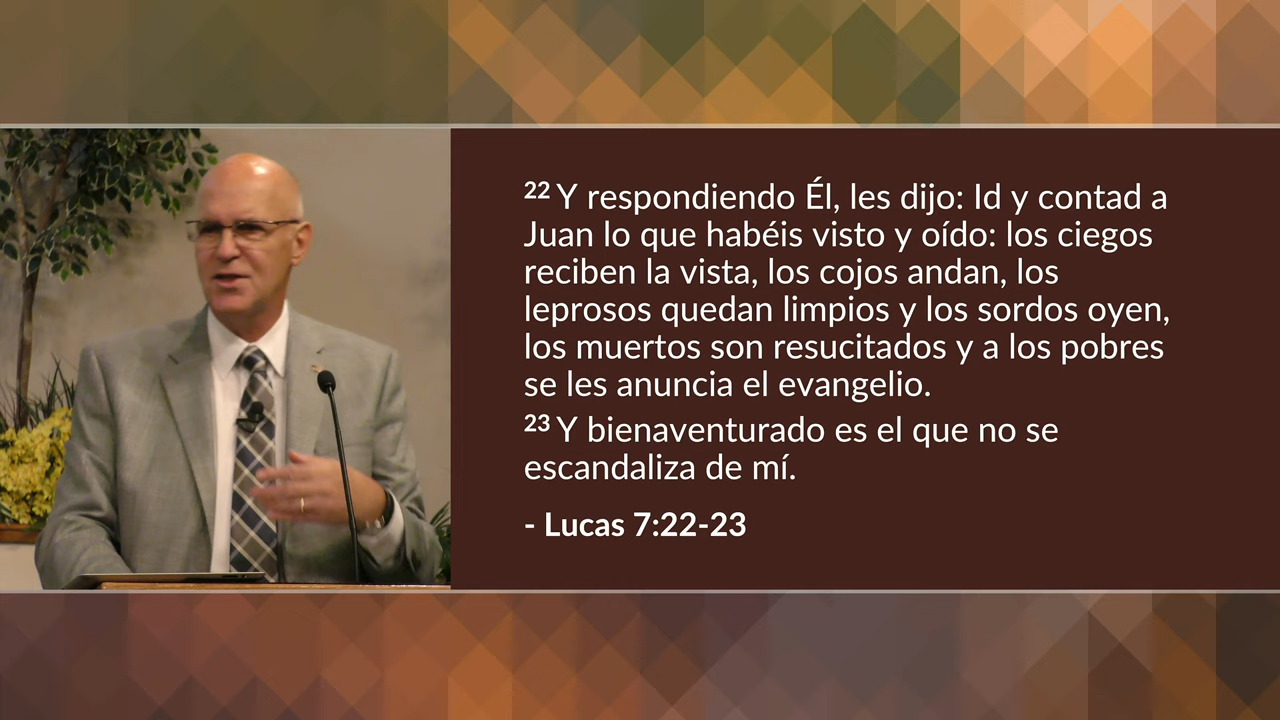 22 Y respondiendo Él, les dijo: Id y contad a
Juan lo que habéis visto y oído: los ciegos
reciben la vista, los cojos andan, los
leprosos quedan limpios y los sordos oyen,
los muertos son resucitados y a los pobres
se les anuncia el evangelio.
23 Y bienaventurado es el que no se
escandaliza de mí.
- Lucas 7:22-23